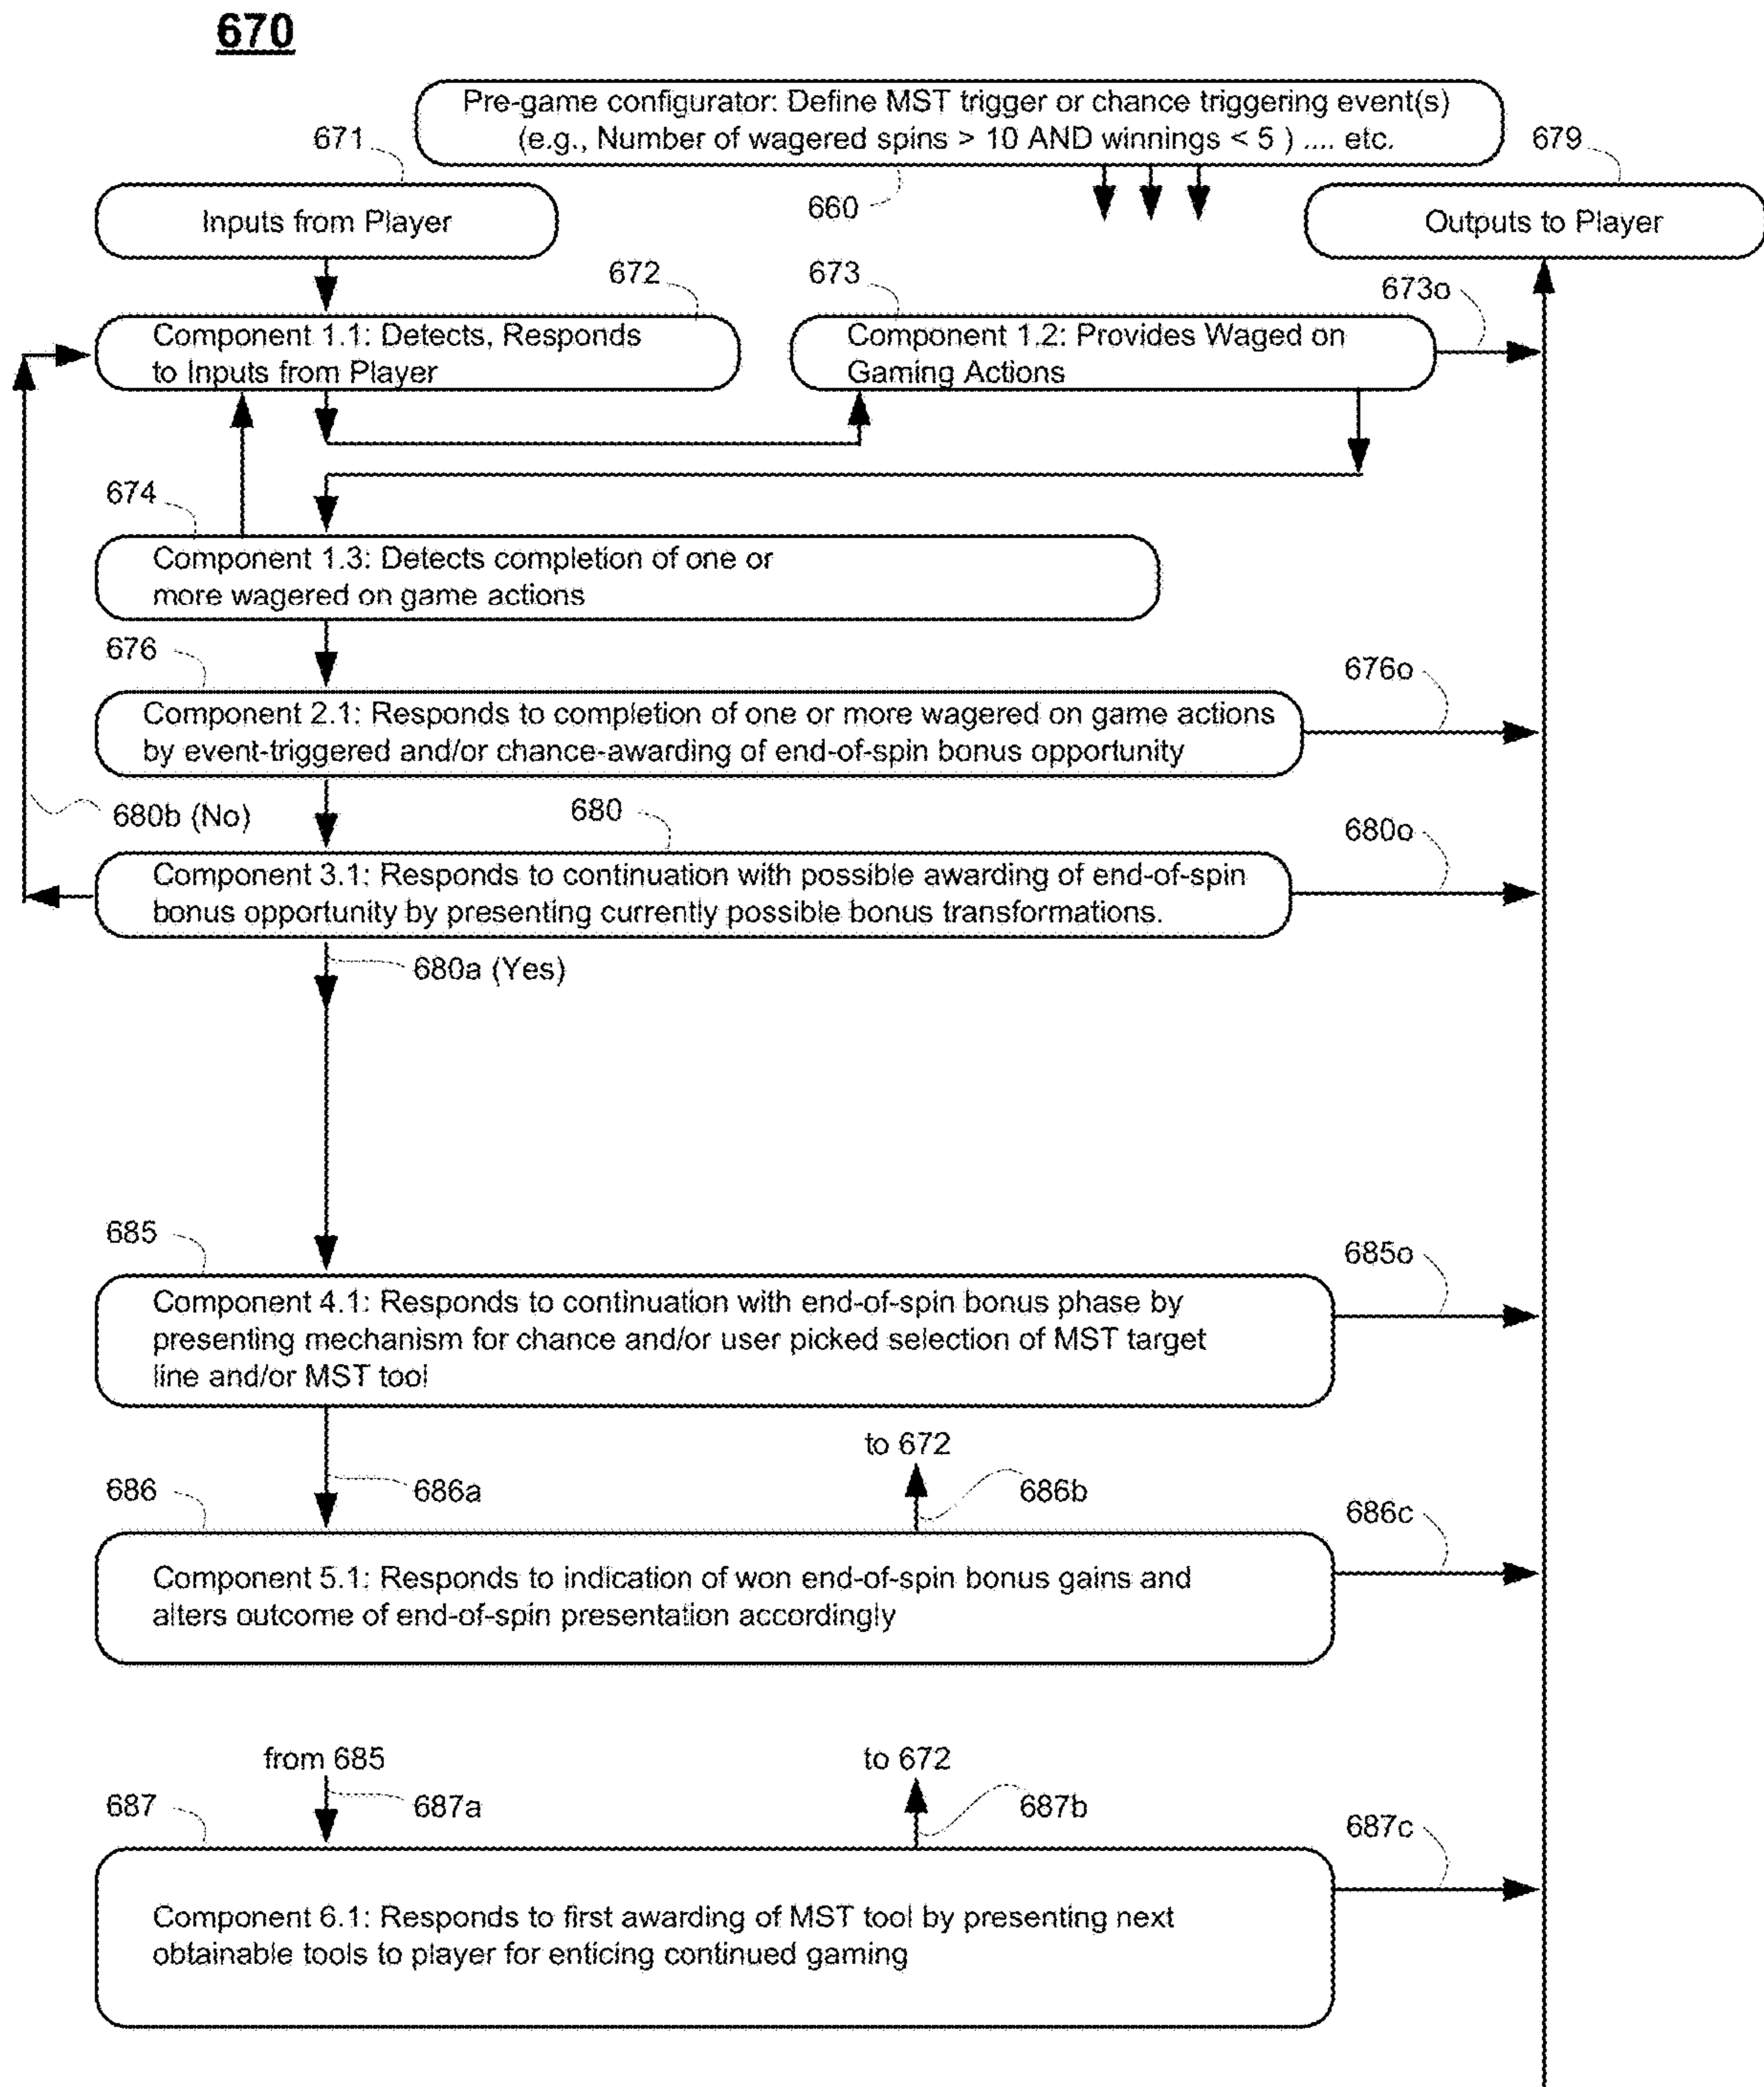 670
Pre-game configurator: Define MST trigger or chance triggering event(s)
(e.g., Number of wagered spins > 10 AND winnings < 5 ) .... etc.
671
679
660
Inputs from Player
Outputs to Player
672
673
673o
Component 1.1: Detects, Responds
to Inputs from Player
Component 1.2: Provides Waged on
Gaming Actions
674
Component 1.3: Detects completion of one or
more wagered on game actions
676
676o
Component 2.1: Responds to completion of one or more wagered on game actions
by event-triggered and/or chance-awarding of end-of-spin bonus opportunity
680b (No)
680
680o
Component 3.1: Responds to continuation with possible awarding of end-of-spin
bonus opportunity by presenting currently possible bonus transformations.
680a (Yes)
685
685o
Component 4.1: Responds to continuation with end-of-spin bonus phase by
presenting mechanism for chance and/or user picked selection of MST target
line and/or MST tool
to 672
686
686a
686b
686c
Component 5.1: Responds to indication of won end-of-spin bonus gains and
alters outcome of end-of-spin presentation accordingly
from 685
to 672
687
687a
687b
687c
Component 6.1: Responds to first awarding of MST tool by presenting next
obtainable tools to player for enticing continued gaming